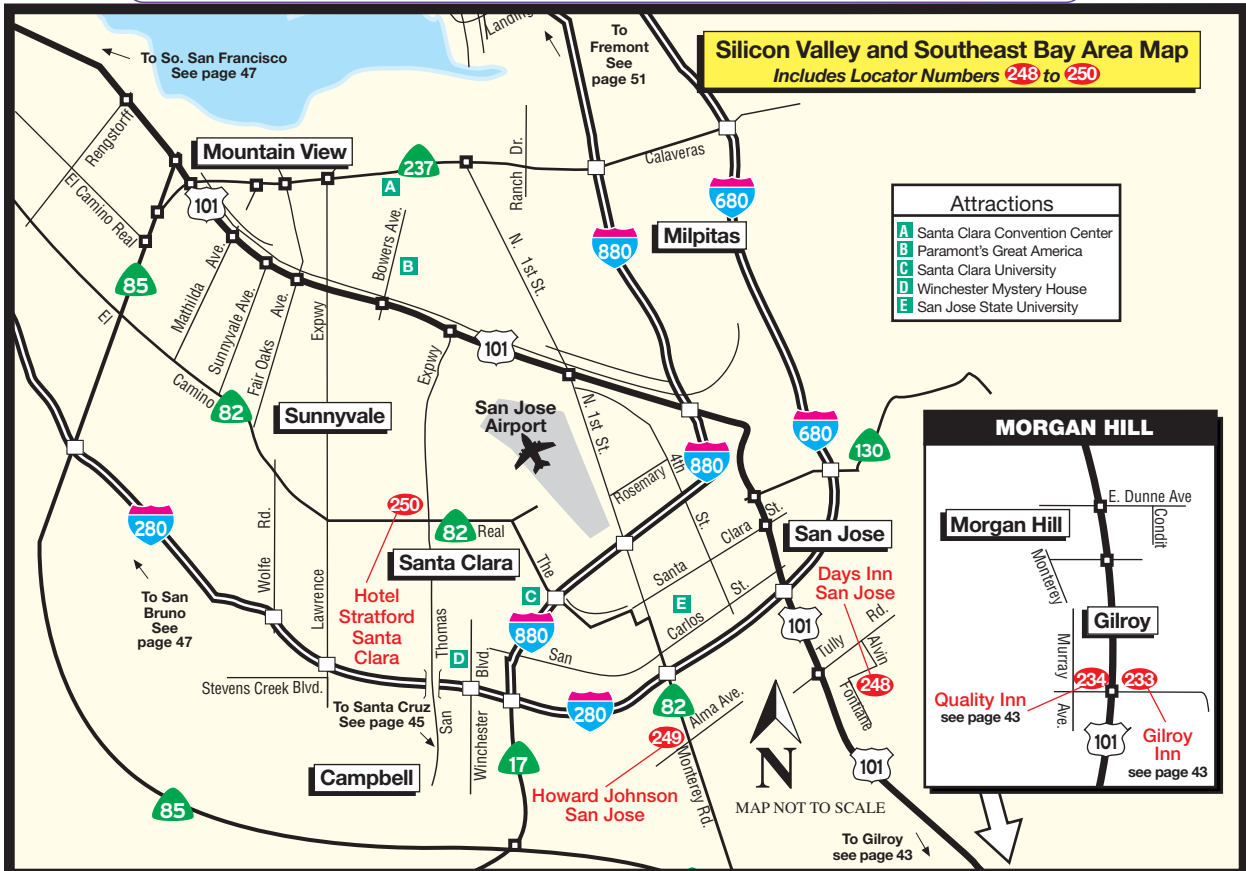 Silicon Valley and Southeast Bay Area Map
Includes Locator Numbers 248 to 250
To So. San Francisco
See page 47
Landing
To
Fremont
See
page 51
Rengstorff
Mountain View
237
Ranch Dr.
Calaveras
El Camino Real
101
A
680
Attractions
A Santa Clara Convention Center
B Paramont's Great America
C Santa Clara University
D Winchester Mystery House
E San Jose State University
880
Milpitas
85
Mathilda Ave.
Sunnyvale Ave.
Fair Oaks Ave.
Expwy
Bowers Ave.
B
N. 1st St.
El
Camino
82
Expwy
101
Sunnyvale
San Jose
Airport
N. 1st St.
Rosemary
4th
St.
880
680
130
MORGAN HILL
E. Dunne Ave
Condit
Morgan Hill
Monterey
Gilroy
Murray
Ave.
234
233
Quality Inn
see page 43
101
Gilroy
Inn
see page 43
280
Wolfe
Rd.
Lawrence
250
82
Real
Santa Clara
The
Santa
Clara
St.
San Jose
Hotel
Stratford
Santa
Clara
To San
Bruno
See
page 47
Thomas
San
C
880
E
Carlos
St.
San
Days Inn
San Jose
101
Tully
Rd.
Alvin
Fontiane
248
D
Blvd.
Winchester
Stevens Creek Blvd.
To Santa Cruz
See page 45
280
82
Alma Ave.
249
Monterey Rd.
Campbell
17
Howard Johnson
San Jose
N
MAP NOT TO SCALE
101
85
To Gilroy
see page 43